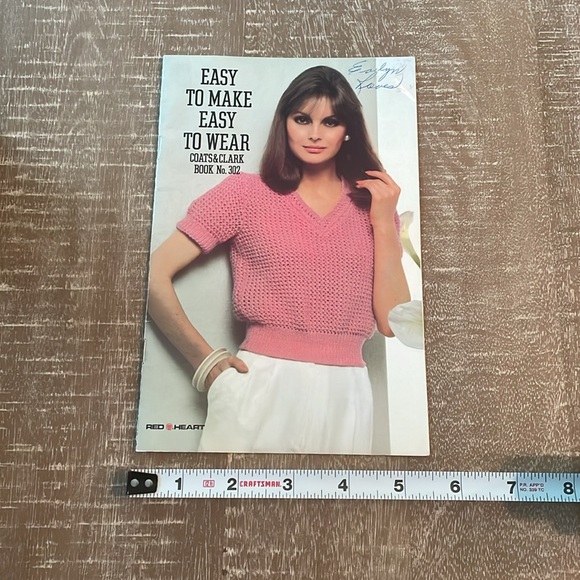 EASY
TO MAKE
EASY
TO WEAR
COATS&CLARK
BOOK No. 302
RED HEART
1 2 CRAFTSMAN 3 4 5 6 7 8